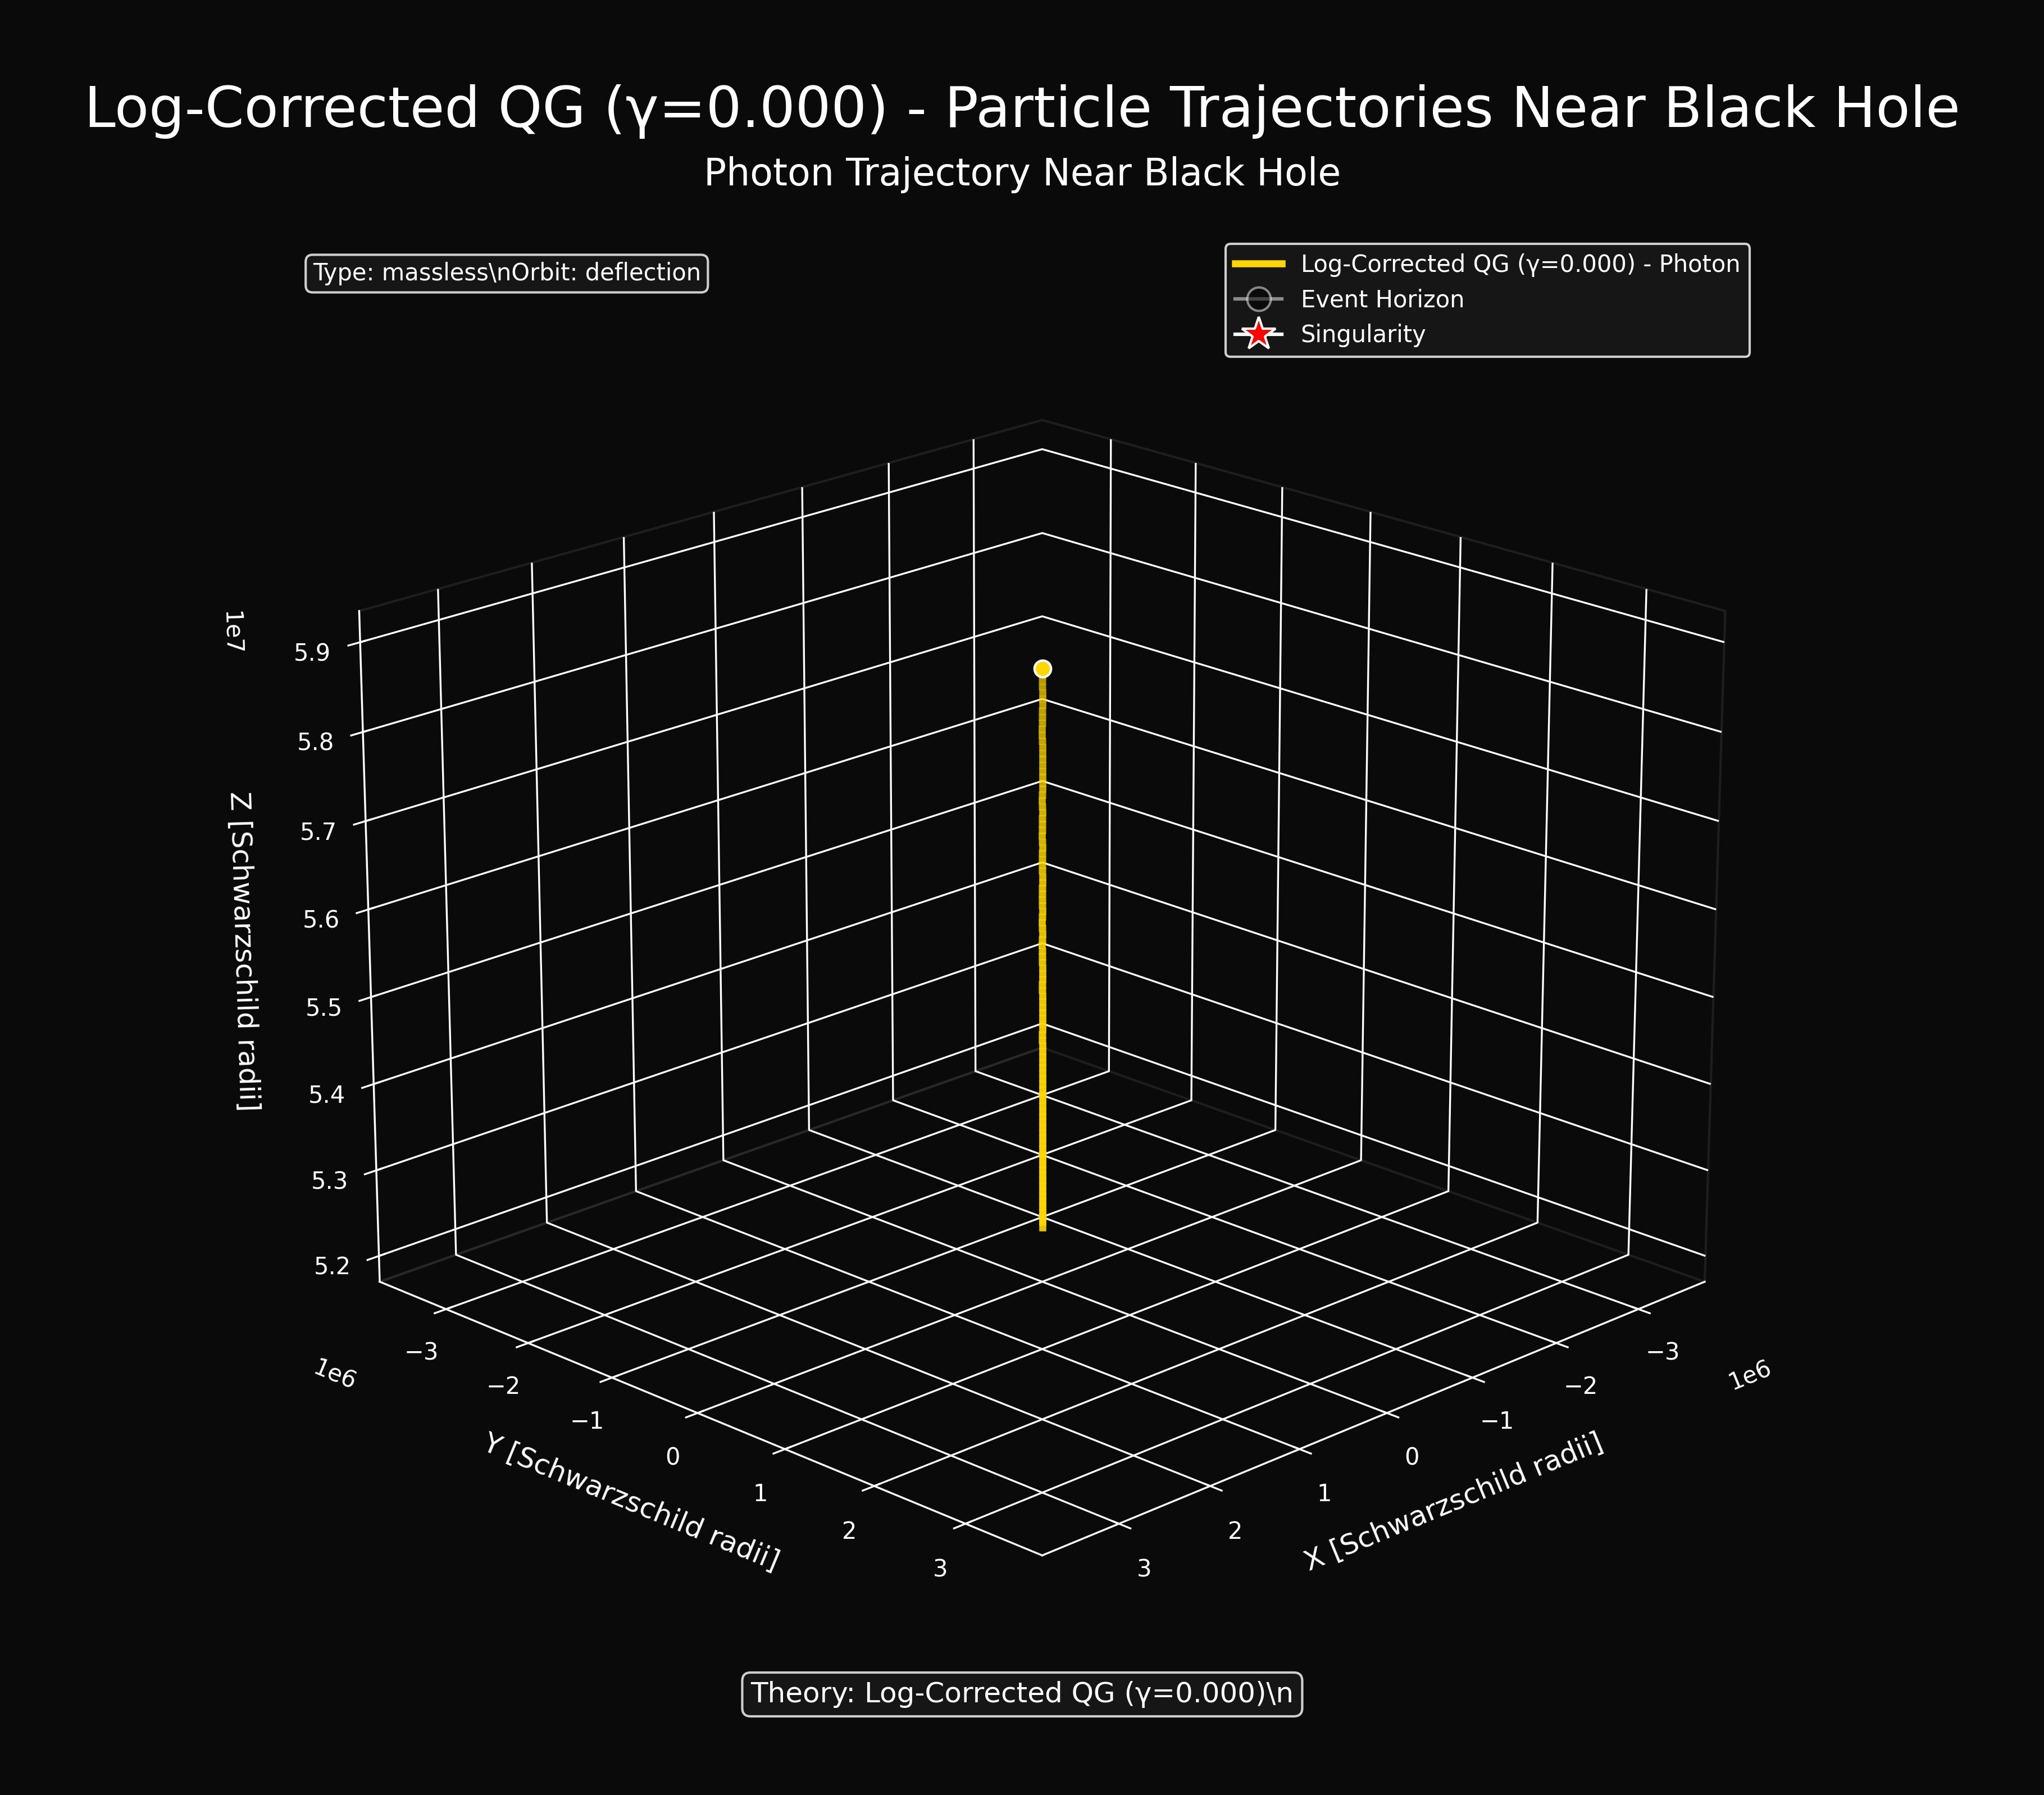 Log-Corrected QG (γ=0.000) - Particle Trajectories Near Black Hole
Photon Trajectory Near Black Hole
Type: massless\nOrbit: deflection
Log-Corrected QG (γ=0.000) - Photon
Event Horizon
Singularity
1e7
5.9
5.8
5.7
5.6
5.5
5.4
5.3
5.2
Z [Schwarzschild radii]
1e6
−3
−2
−1
0
1
2
3
Y [Schwarzschild radii]
3
2
1
0
−1
−2
−3
1e6
X [Schwarzschild radii]
Theory: Log-Corrected QG (γ=0.000)\n